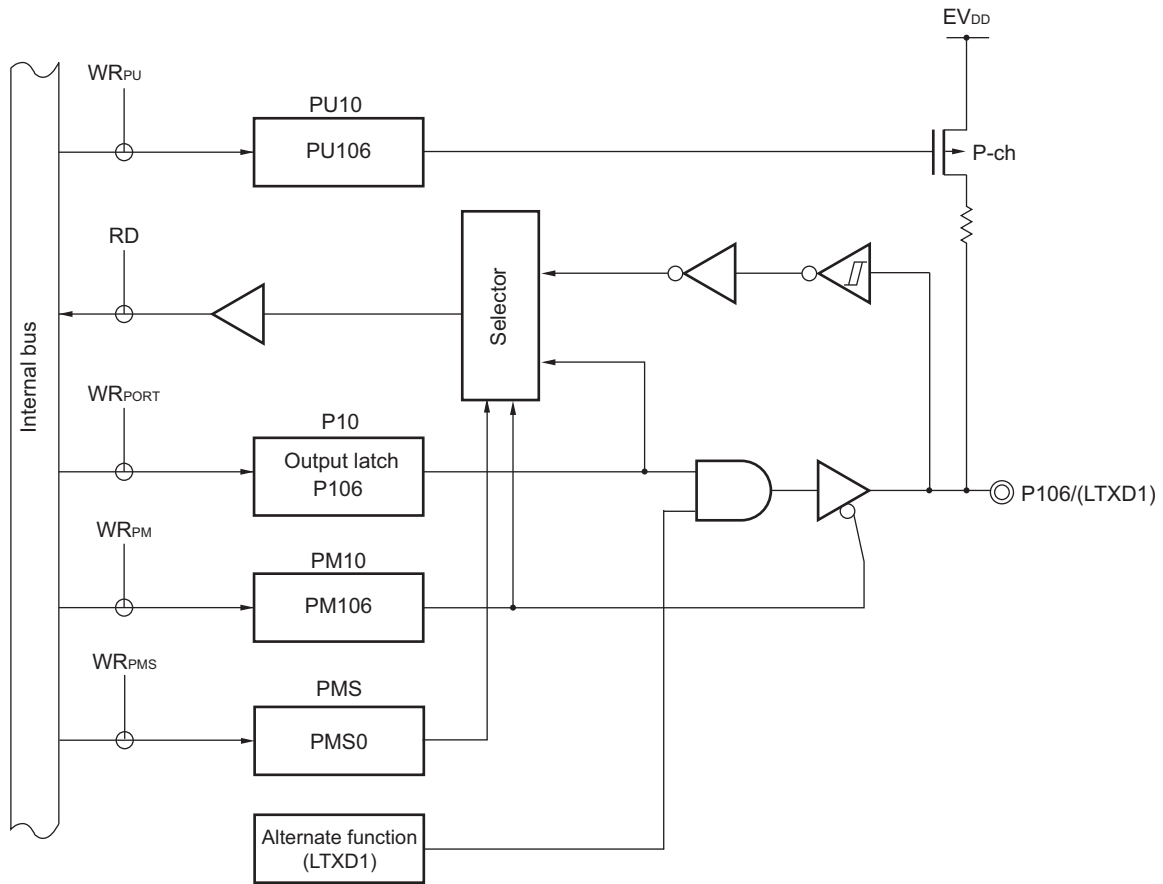 EVDD
WRPU
PU10
PU106
P-ch
RD
Selector
Internal bus
WRPORT
P10
Output latch
P106
P106/(LTXD1)
WRPM
PM10
PM106
WRPMS
PMS
PMS0
Alternate function
(LTXD1)